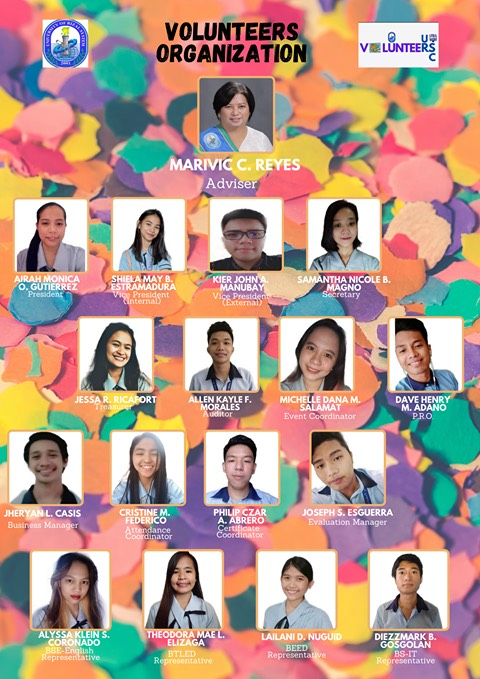 VOLUNTEERS
ORGANIZATION
VOLUNTEERS
URSC
MARIVIC C. REYES
Adviser
AIRAH MONICA
O. GUTIERREZ
President
SHIELA MAY B.
ESTRAMADURA
Vice President
(Internal)
KIER JOHN A.
MANUBAY
Vice President
(External)
SAMANTHA NICOLE B.
MAGNO
Secretary
JESSA R. RICAFORT
Treasurer
ALLEN KAYLE F.
MORALES
Auditor
MICHELLE DANA M.
SALAMAT
Event Coordinator
DAVE HENRY
M. ADANO
P.R.O
JHERYAN L. CASIS
Business Manager
CRISTINE M.
FEDERICO
Attendance
Coordinator
PHILIP CZAR
A. ABRERO
Certificate
Coordinator
JOSEPH S. ESGUERRA
Evaluation Manager
ALYSSA KLEIN S.
CORONADO
BSE-English
Representative
THEODORA MAE L.
ELIZAGA
BTLED
Representative
LAILANI D. NUGUID
BEED
Representative
DIEZZMARK B.
GOSGOLAN
BS-IT
Representative